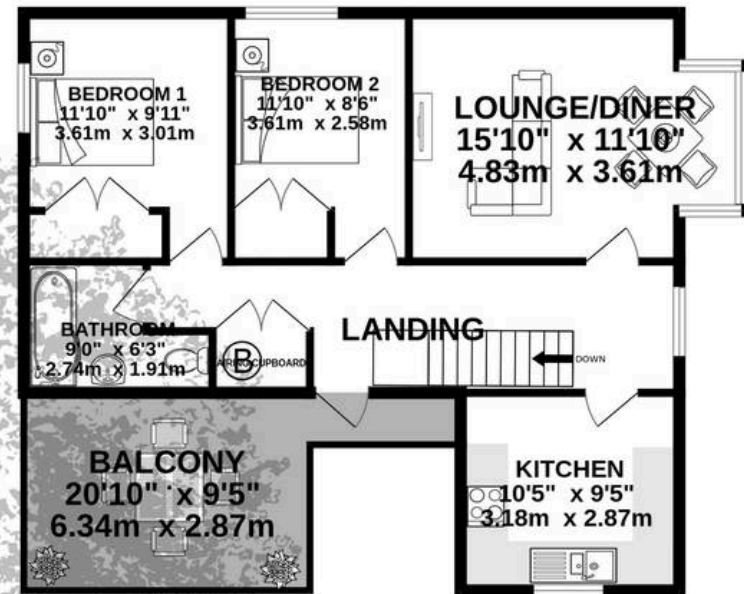 BEDROOM 1
11'10" x 9'11"
3.61m x 3.01m
BEDROOM 2
11'10" x 8'6"
3.61m x 2.58m
LOUNGE/DINER
15'10" x 11'10"
4.83m x 3.61m
BATHROOM
9'0" x 6'3"
2.74m x 1.91m
B
AIRING CUPBOARD
LANDING
DOWN
BALCONY
20'10" x 9'5"
6.34m x 2.87m
KITCHEN
10'5" x 9'5"
3.18m x 2.87m